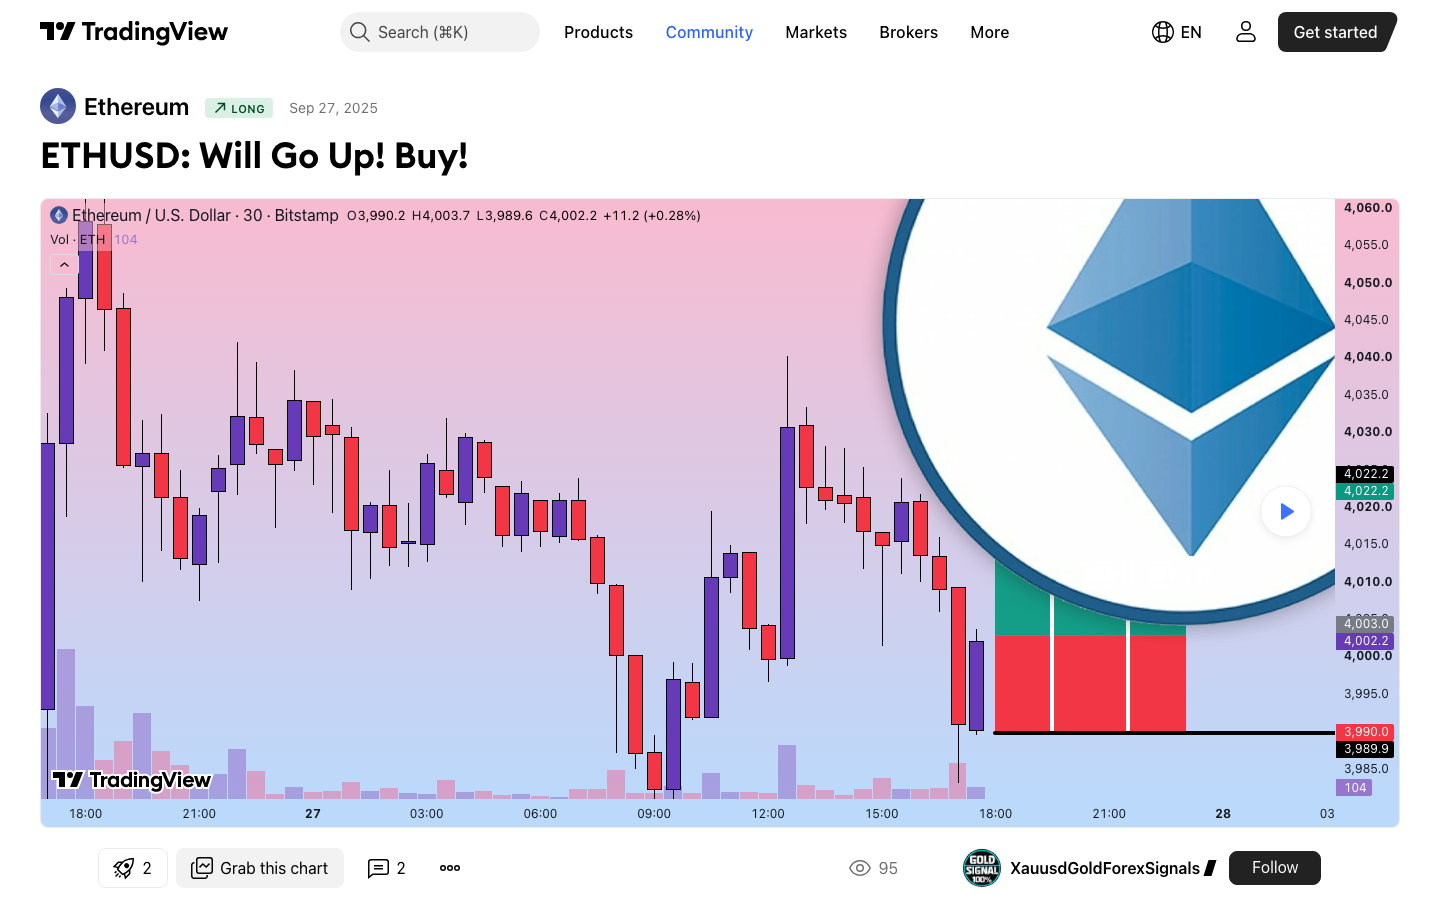 TradingView
Search (⌘K)
Products
Community
Markets
Brokers
More
EN
Get started
Ethereum
LONG
Sep 27, 2025
ETHUSD: Will Go Up! Buy!
Ethereum / U.S. Dollar · 30 · Bitstamp O3,990.2 H4,003.7 L3,989.6 C4,002.2 +11.2 (+0.28%)
Vol · ETH 104
4,060.0
4,055.0
4,050.0
4,045.0
4,040.0
4,035.0
4,030.0
4,022.2
4,022.2
4,020.0
4,015.0
4,010.0
4,003.0
4,002.2
4,000.0
3,995.0
3,990.0
3,989.9
3,985.0
104
TradingView
18:00 21:00 27 03:00 06:00 09:00 12:00 15:00 18:00 21:00 28 03
2
Grab this chart
2
95
GOLD
SIGNAL
100%
XauusdGoldForexSignals
Follow